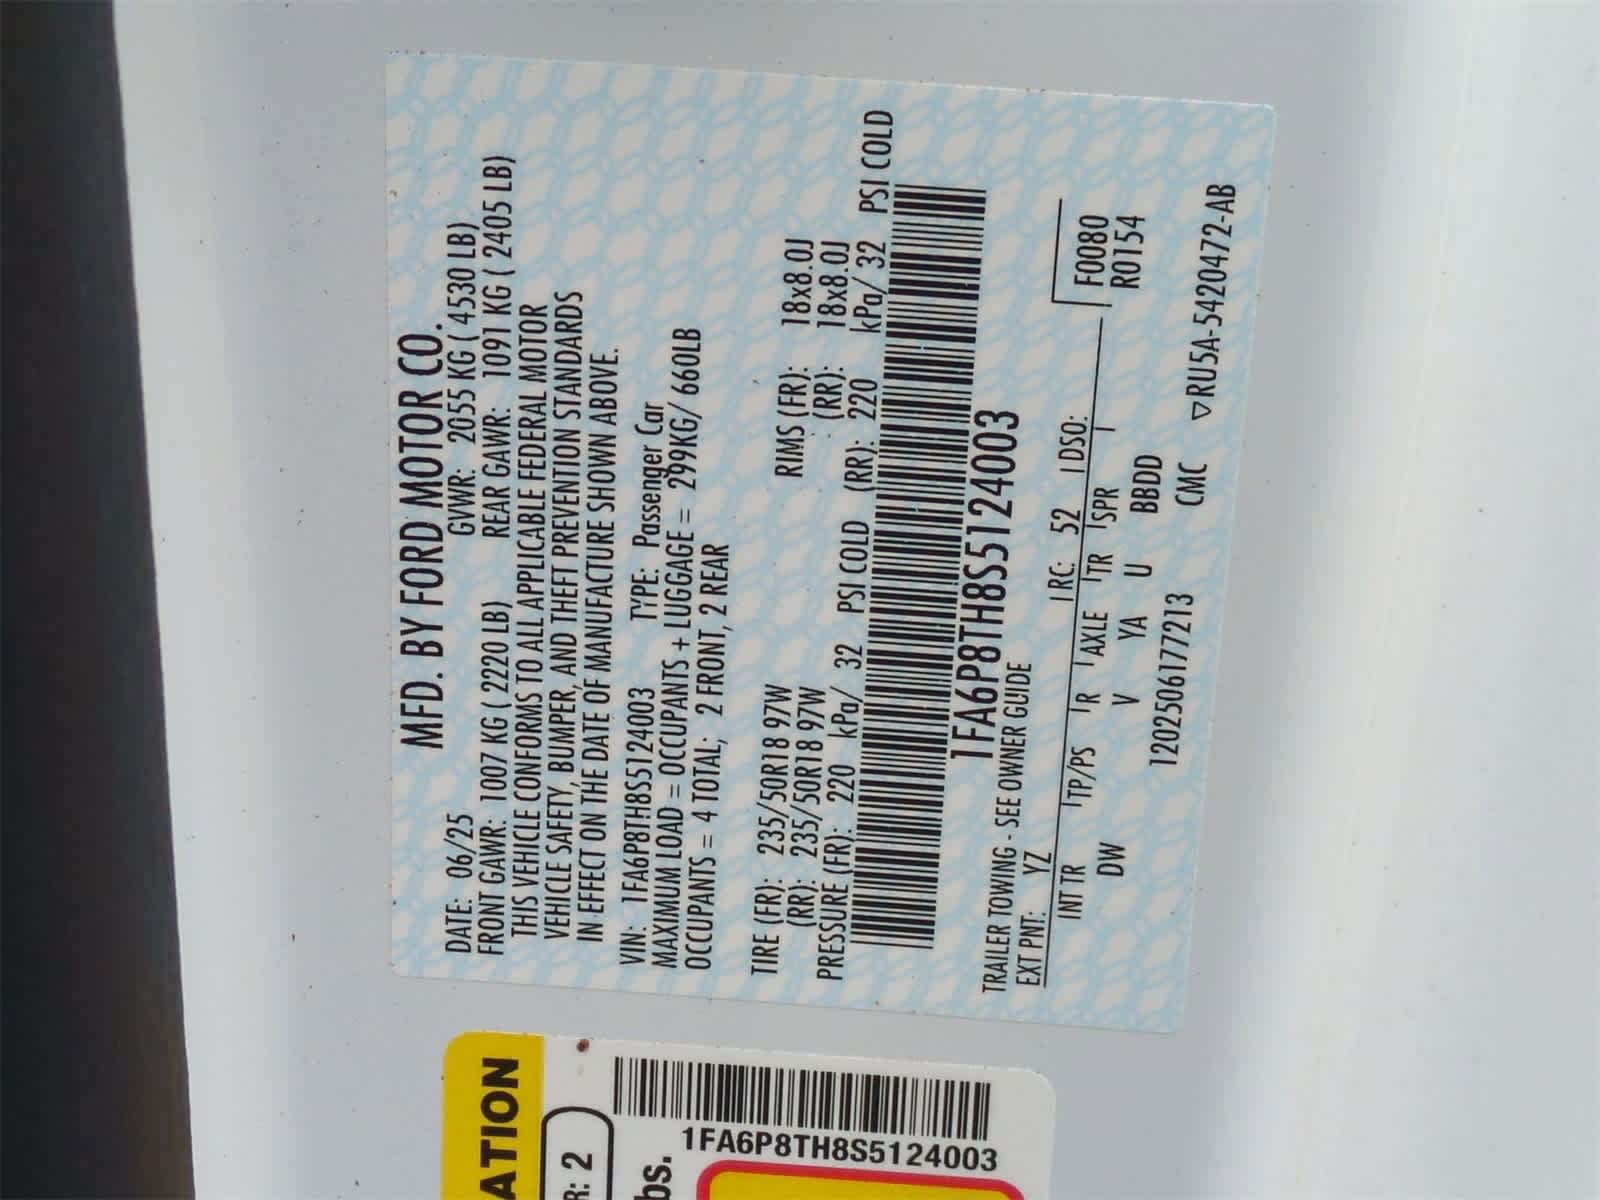 MFD. BY FORD MOTOR CO.
DATE: 06/25 GVWR: 2055 KG ( 4530 LB)
FRONT GAWR: 1007 KG ( 2220 LB) REAR GAWR: 1091 KG ( 2405 LB)
THIS VEHICLE CONFORMS TO ALL APPLICABLE FEDERAL MOTOR
VEHICLE SAFETY, BUMPER, AND THEFT PREVENTION STANDARDS
IN EFFECT ON THE DATE OF MANUFACTURE SHOWN ABOVE.
VIN: 1FA6P8TH8S5124003 TYPE: Passenger Car
MAXIMUM LOAD = OCCUPANTS + LUGGAGE = 299KG/ 660LB
OCCUPANTS = 4 TOTAL; 2 FRONT, 2 REAR
TIRE (FR): 235/50R18 97W RIMS (FR): 18x8.0J
(RR): 235/50R18 97W (RR): 18x8.0J
PRESSURE (FR): 220 kPa/ 32 PSI COLD (RR): 220 kPa/ 32 PSI COLD
1FA6P8TH8S5124003
TRAILER TOWING - SEE OWNER GUIDE
EXT PNT: YZ RC: 52 DSO:
INT TR TP/PS R AXLE TR SPR F0080
DW V YA U BBDD R0154
1202506177213 CMC ▽RU5A-5420472-AB
ATION
R: 2
bs.
1FA6P8TH8S5124003